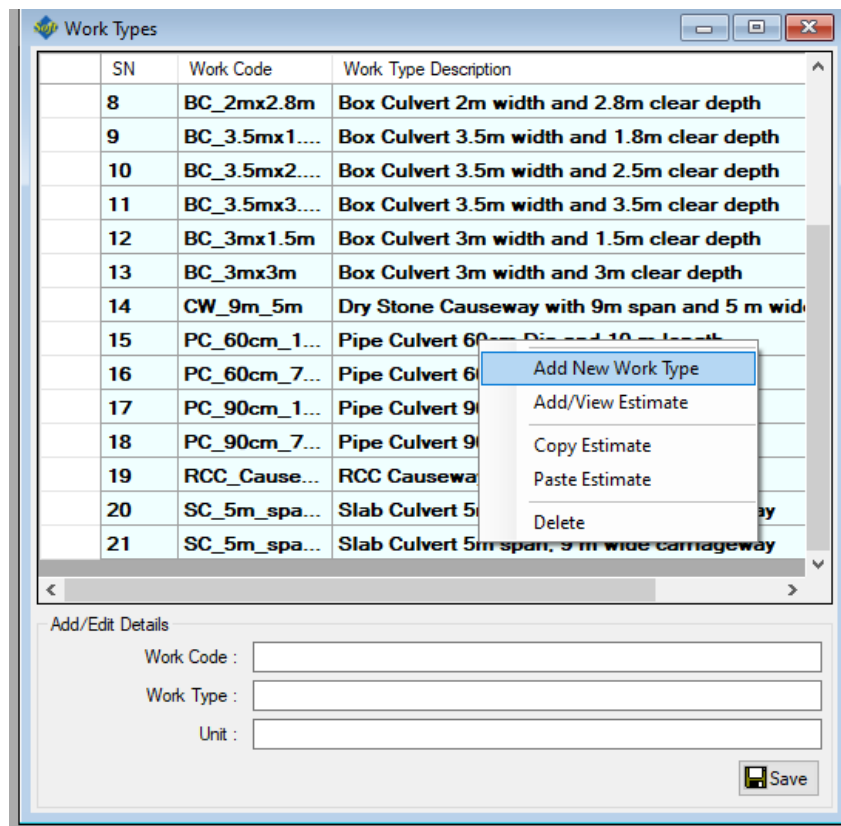 Work Types
SN Work Code Work Type Description
8 BC_2mx2.8m Box Culvert 2m width and 2.8m clear depth
9 BC_3.5mx1.... Box Culvert 3.5m width and 1.8m clear depth
10 BC_3.5mx2.... Box Culvert 3.5m width and 2.5m clear depth
11 BC_3.5mx3.... Box Culvert 3.5m width and 3.5m clear depth
12 BC_3mx1.5m Box Culvert 3m width and 1.5m clear depth
13 BC_3mx3m Box Culvert 3m width and 3m clear depth
14 CW_9m_5m Dry Stone Causeway with 9m span and 5 m wid
15 PC_60cm_1... Pipe Culvert 60cm Dia and 10 m length
16 PC_60cm_7... Pipe Culvert
17 PC_90cm_1... Pipe Culvert
18 PC_90cm_7... Pipe Culvert
19 RCC_Cause... RCC
20 SC_5m_spa... Slab Culvert
21 SC_5m_spa... Slab Culvert 5m span, 9 m wide carriageway
Add New Work Type
Add/View Estimate
Copy Estimate
Paste Estimate
Delete
Add/Edit Details
Work Code :
Work Type :
Unit :
Save